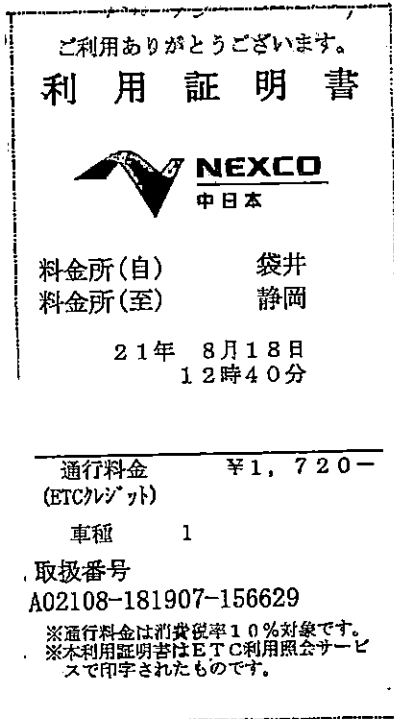 ご利用ありがとうございます。
利用証明書
NEXCO
中日本
料金所(自) 袋井
料金所(至) 静岡
21年 8月18日
12時40分
通行料金 ¥1,720-
(ETCクレジット)
車種 1
取扱番号
A02108-181907-156629
※通行料金は消費税率10%対象です。
※本利用証明書はETC利用照会サービ
スで印字されたものです。